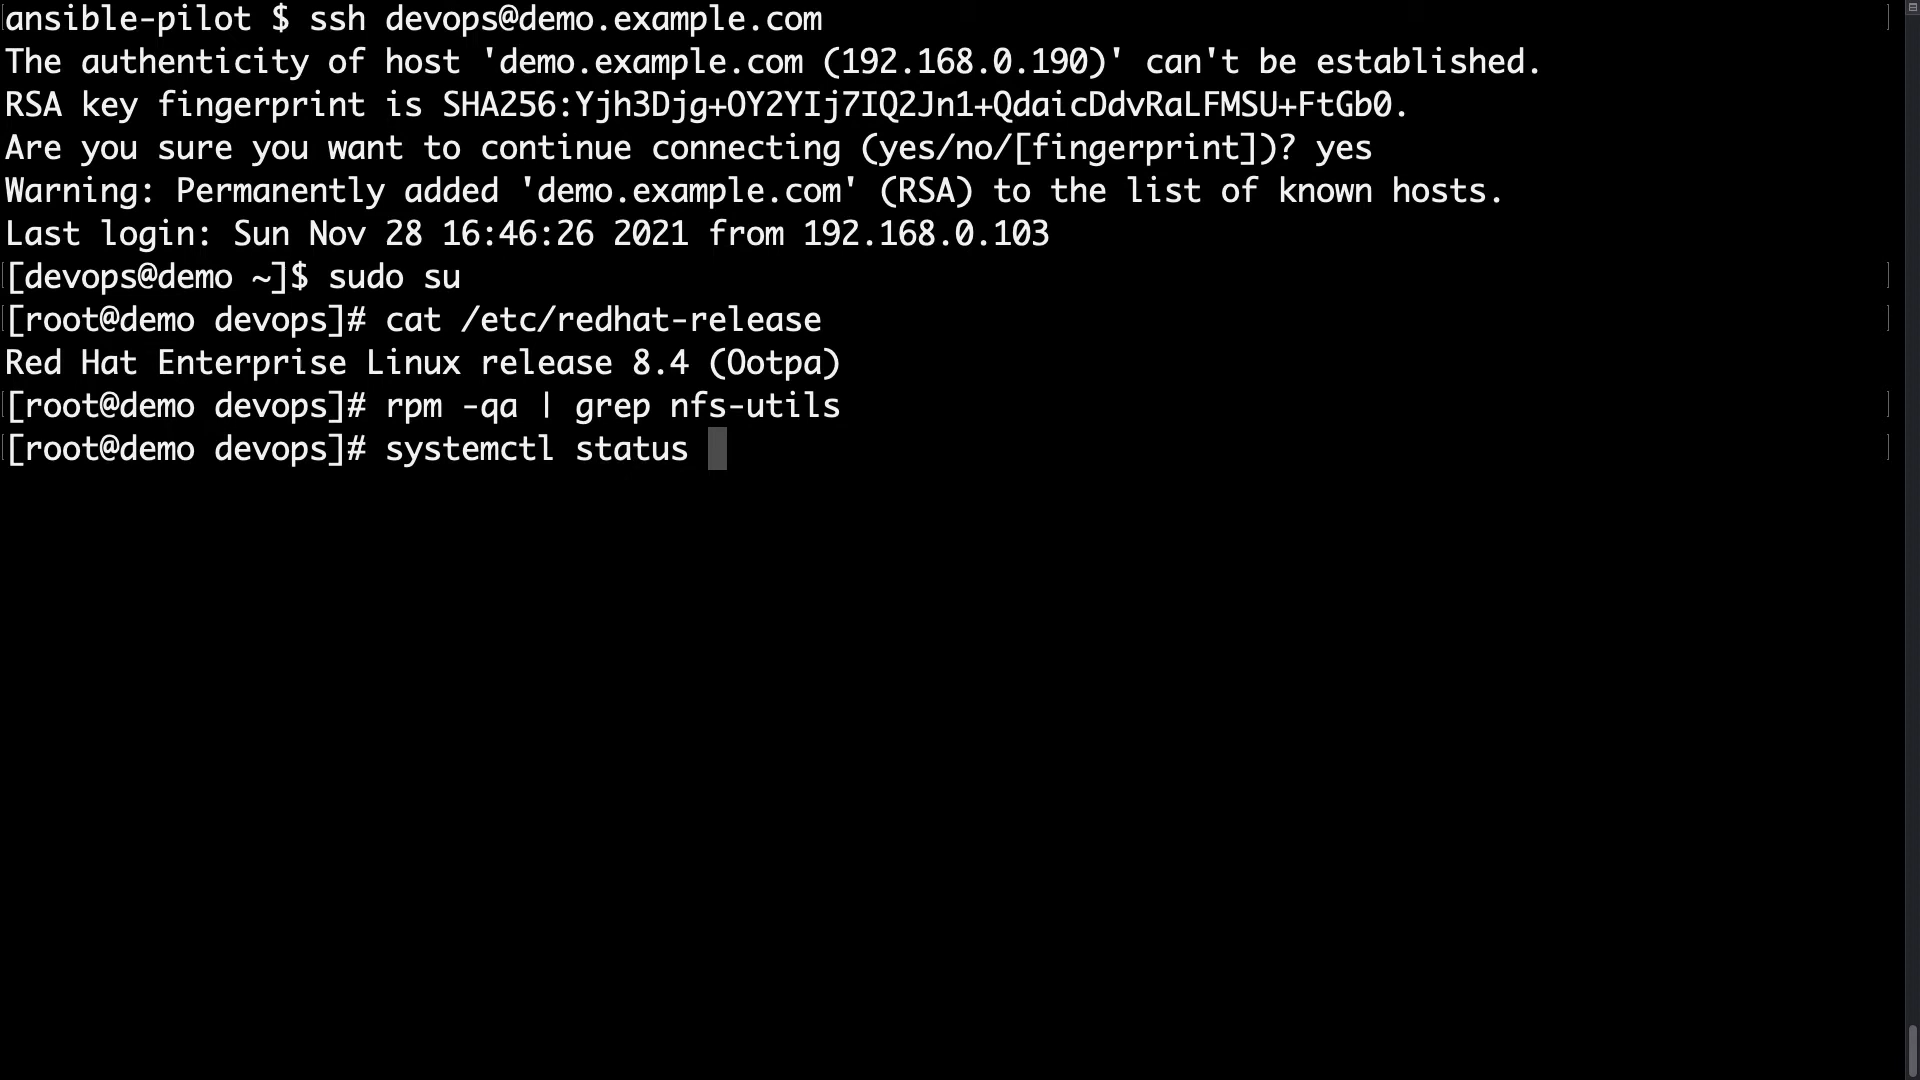 ansible-pilot $ ssh devops@demo.example.com
The authenticity of host 'demo.example.com (192.168.0.190)' can't be established.
RSA key fingerprint is SHA256:Yjh3Djg+OY2YIj7IQ2Jn1+QdaicDdvRaLFMSU+FtGb0.
Are you sure you want to continue connecting (yes/no/[fingerprint])? yes
Warning: Permanently added 'demo.example.com' (RSA) to the list of known hosts.
Last login: Sun Nov 28 16:46:26 2021 from 192.168.0.103
[devops@demo ~]$ sudo su
[root@demo devops]# cat /etc/redhat-release
Red Hat Enterprise Linux release 8.4 (Ootpa)
[root@demo devops]# rpm -qa | grep nfs-utils
[root@demo devops]# systemctl status